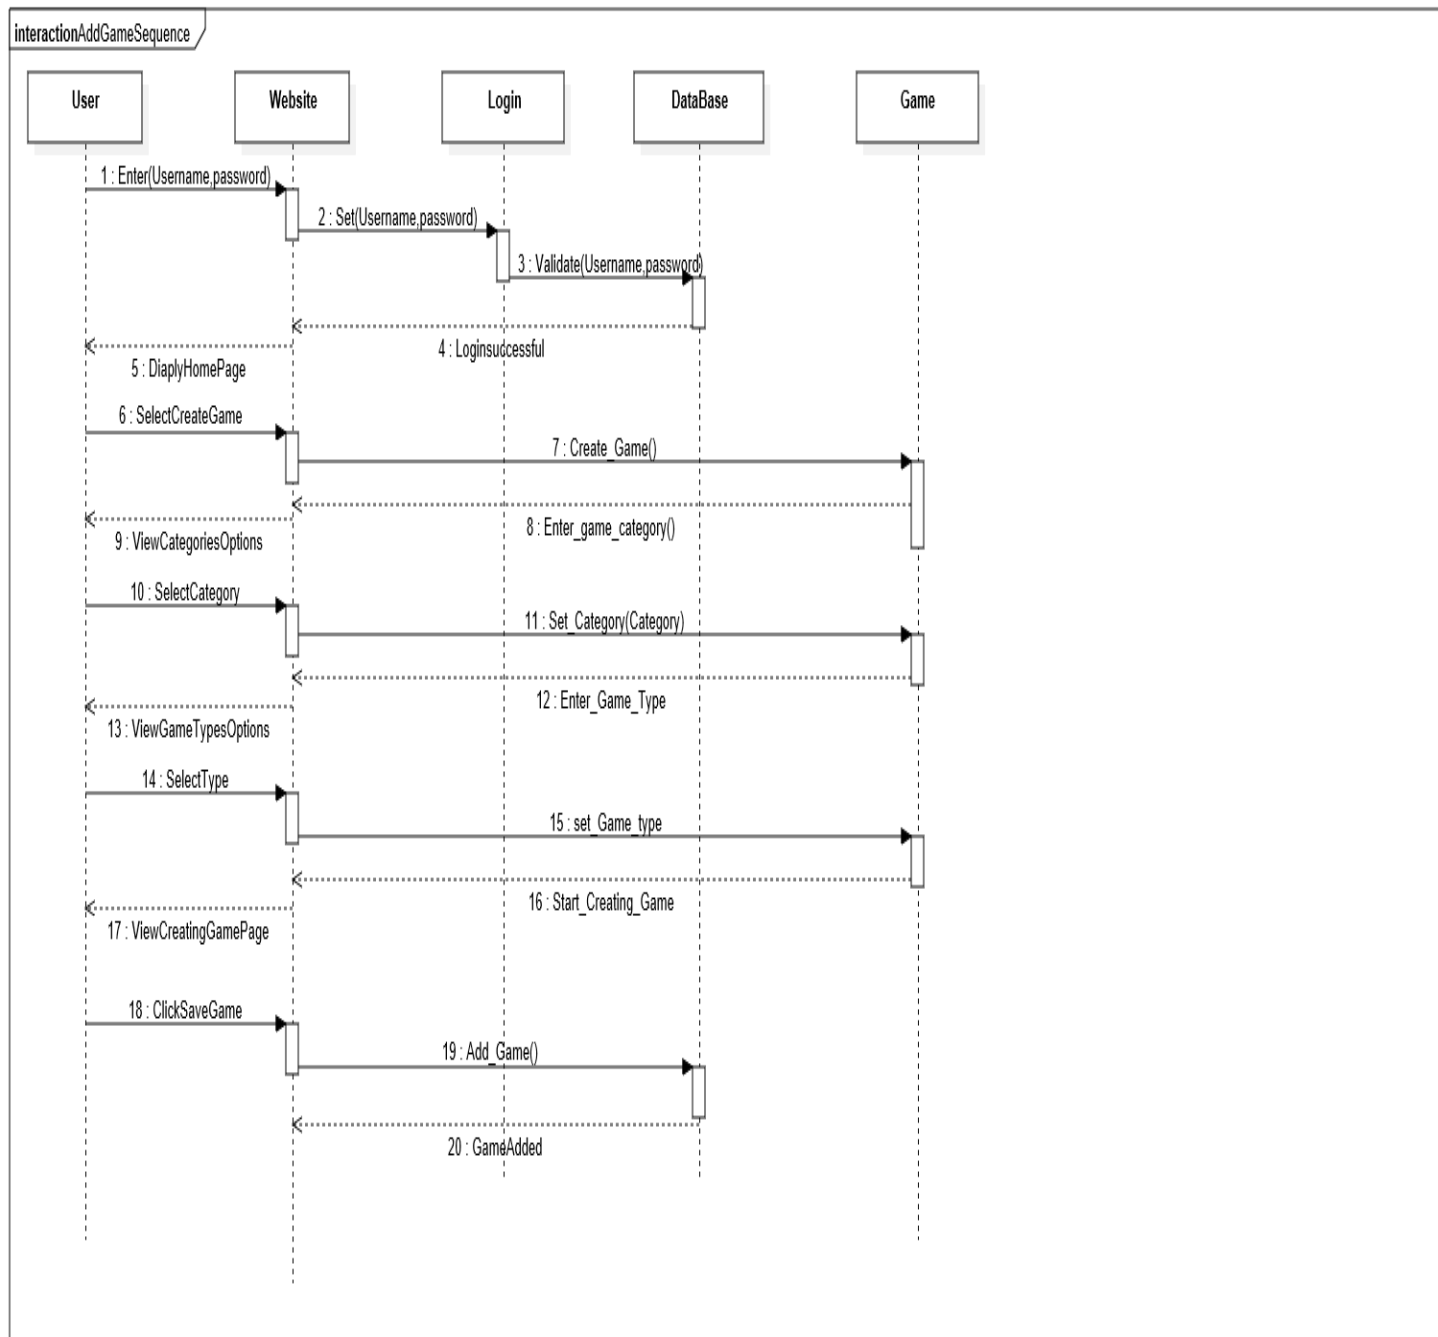 interactionAddGameSequence
User
Website
Login
DataBase
Game
1 : Enter(Username,password)
2 : Set(Username,password)
3 : Validate(Username,password)
4 : Loginsuccessful
5 : DiaplyHomePage
6 : SelectCreateGame
7 : Create_Game()
8 : Enter_game_category()
9 : ViewCategoriesOptions
10 : SelectCategory
11 : Set_Category(Category)
12 : Enter_Game_Type
13 : ViewGameTypesOptions
14 : SelectType
15 : set_Game_type
16 : Start_Creating_Game
17 : ViewCreatingGamePage
18 : ClickSaveGame
19 : Add_Game()
20 : GameAdded